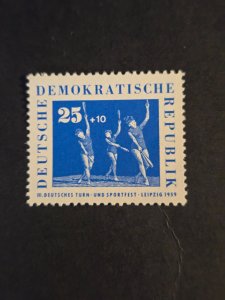 DEUTSCHE
DEMOKRATISCHE
REPUBLIK
25 +10
III. DEUTSCHES TURN- UND SPORTFEST · LEIPZIG 1959